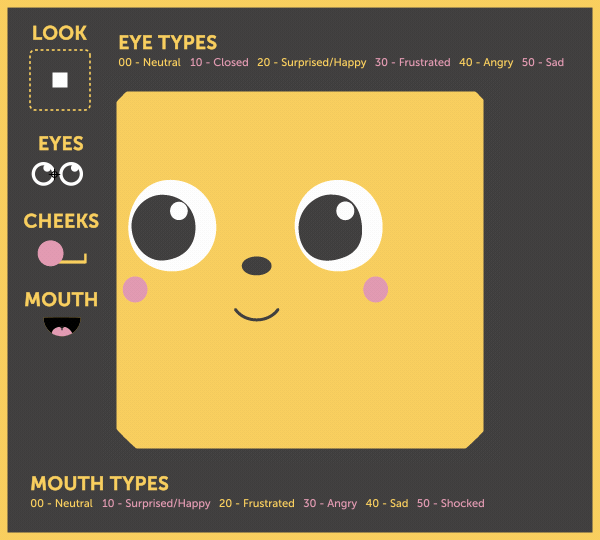 LOOK
EYE TYPES
00 - Neutral 10 - Closed 20 - Surprised/Happy 30 - Frustrated 40 - Angry 50 - Sad
EYES
CHEEKS
MOUTH
MOUTH TYPES
00 - Neutral 10 - Surprised/Happy 20 - Frustrated 30 - Angry 40 - Sad 50 - Shocked